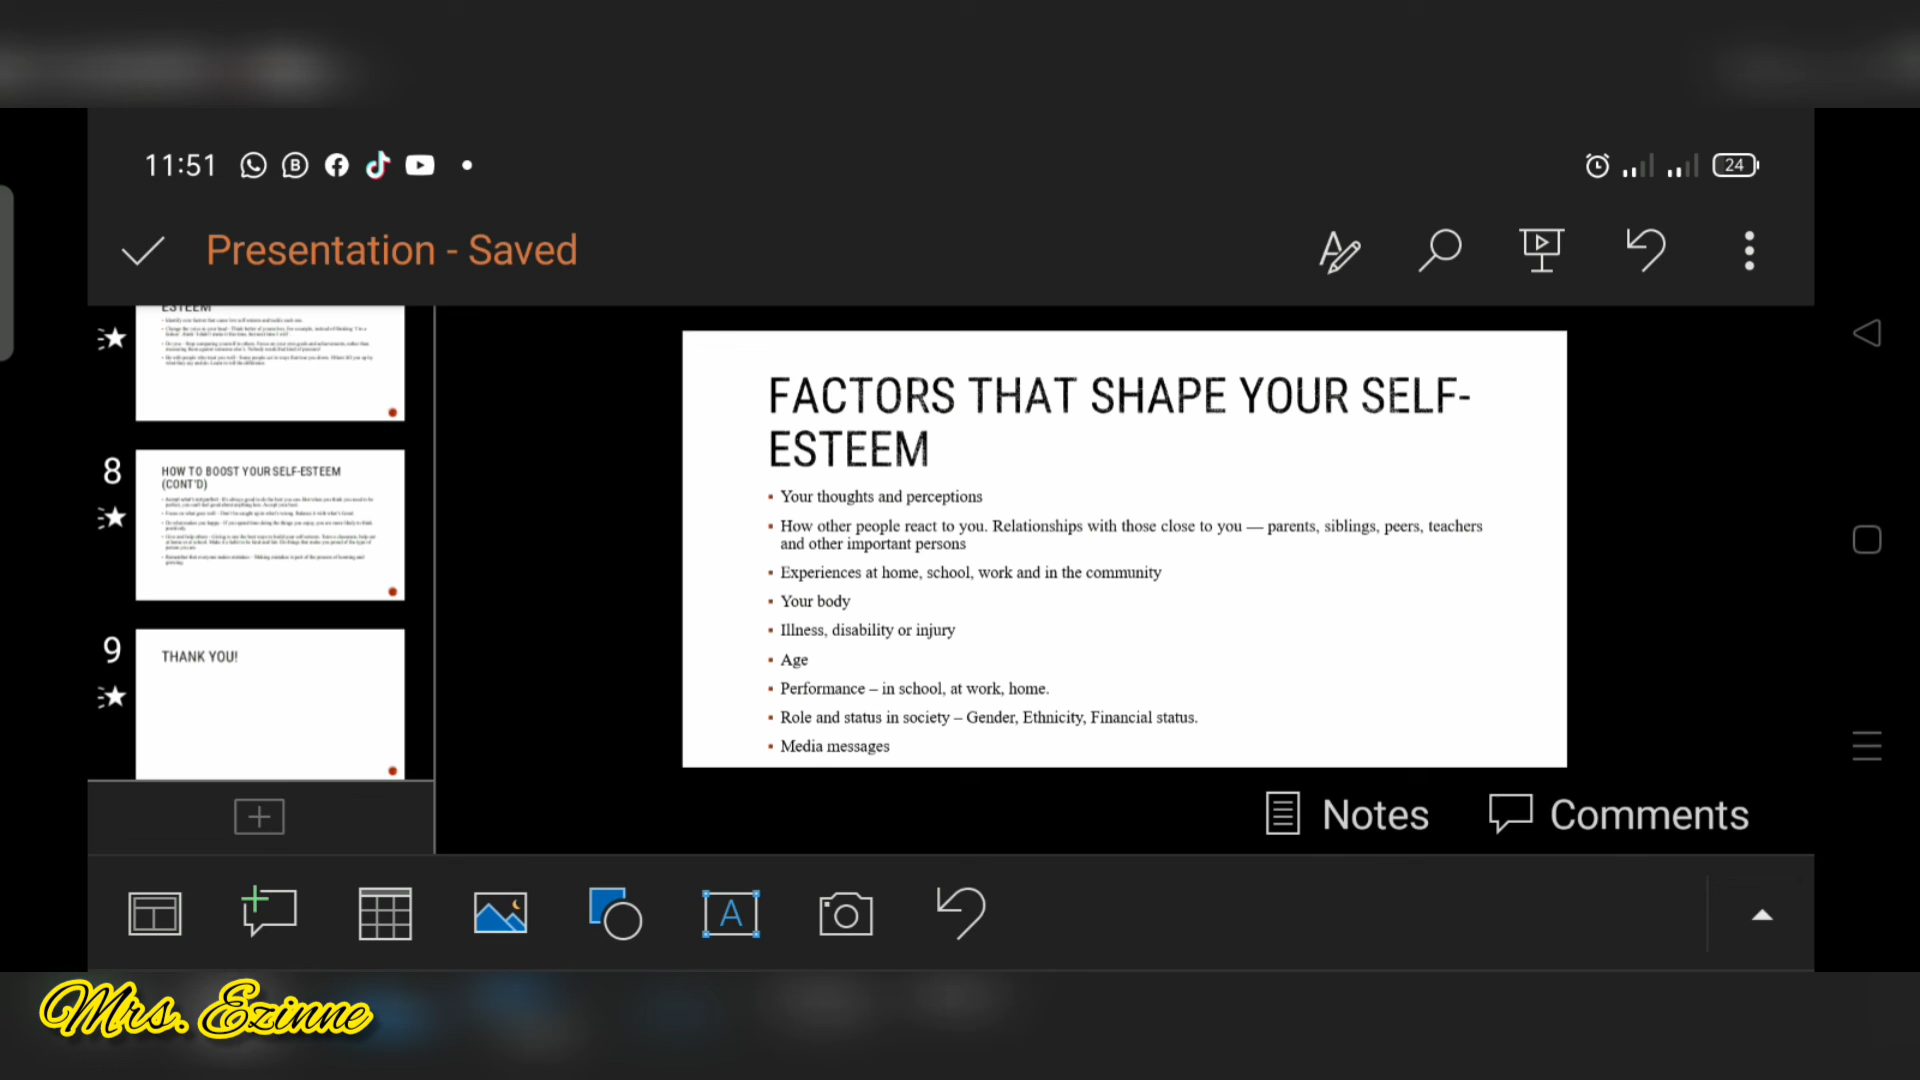 11:51
24
Presentation - Saved
ESTEEM
8
HOW TO BOOST YOUR SELF-ESTEEM
(CONT'D)
9
THANK YOU!
FACTORS THAT SHAPE YOUR SELF-
ESTEEM
▪ Your thoughts and perceptions
▪ How other people react to you. Relationships with those close to you — parents, siblings, peers, teachers
and other important persons
▪ Experiences at home, school, work and in the community
▪ Your body
▪ Illness, disability or injury
▪ Age
▪ Performance – in school, at work, home.
▪ Role and status in society – Gender, Ethnicity, Financial status.
▪ Media messages
Notes
Comments
Mrs. Ezinne